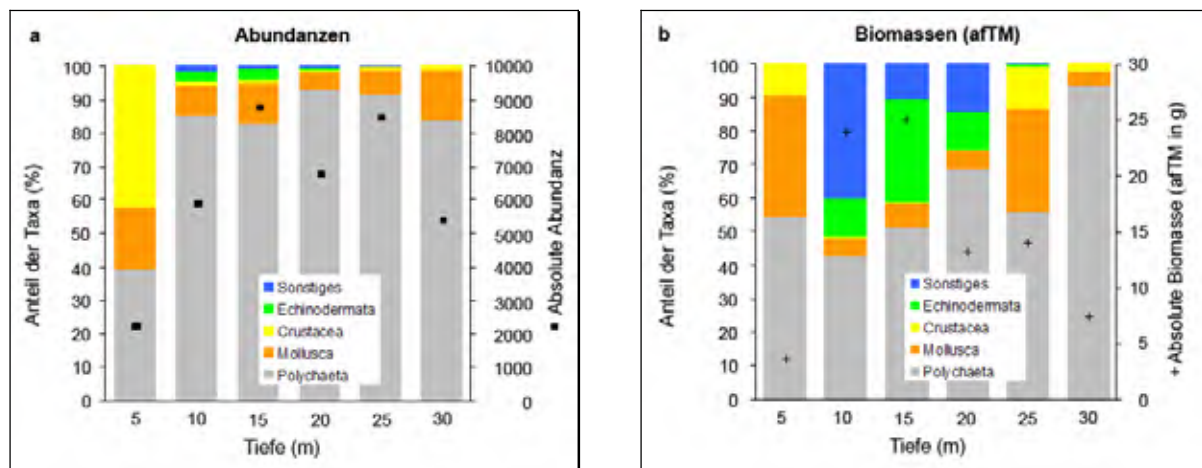 a
Abundanzen
Anteil der Taxa (%)
100
90
80
70
60
50
40
30
20
10
0
Sonstiges
Echinodermata
Crustacea
Mollusca
Polychaeta
5 10 15 20 25 30
Tiefe (m)
10000
9000
8000
7000
6000
5000
4000
3000
2000
1000
0
Absolute Abundanz
b
Biomassen (afTM)
Anteil der Taxa (%)
100
90
80
70
60
50
40
30
20
10
0
Sonstiges
Echinodermata
Crustacea
Mollusca
Polychaeta
5 10 15 20 25 30
Tiefe (m)
30
25
20
15
10
5
0
+ Absolute Biomasse (afTM in g)